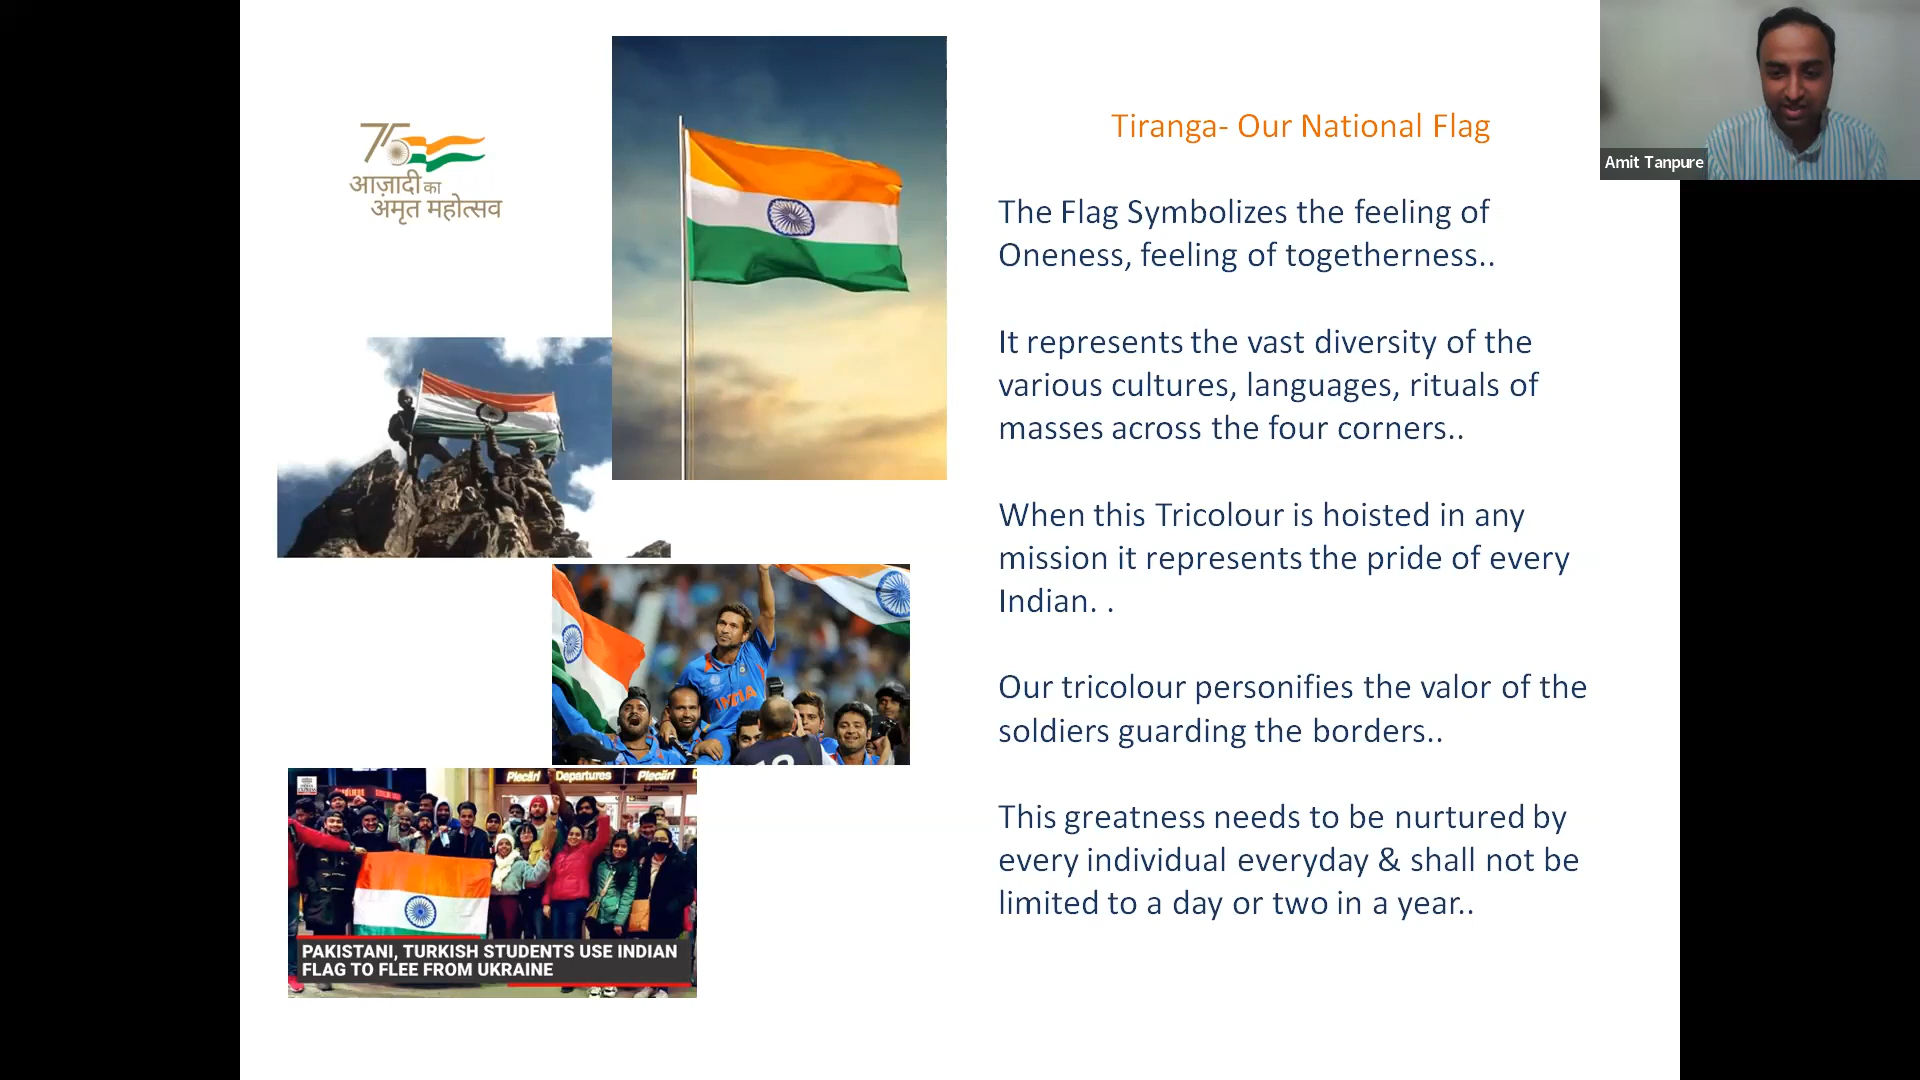 75
आज़ादी का
अमृत महोत्सव
Tiranga- Our National Flag
The Flag Symbolizes the feeling of
Oneness, feeling of togetherness..
It represents the vast diversity of the
various cultures, languages, rituals of
masses across the four corners..
When this Tricolour is hoisted in any
mission it represents the pride of every
Indian. .
Our tricolour personifies the valor of the
soldiers guarding the borders..
This greatness needs to be nurtured by
every individual everyday & shall not be
limited to a day or two in a year..
INDIA
Plecări Departures Plecări D
PAKISTANI, TURKISH STUDENTS USE INDIAN
FLAG TO FLEE FROM UKRAINE
Amit Tanpure